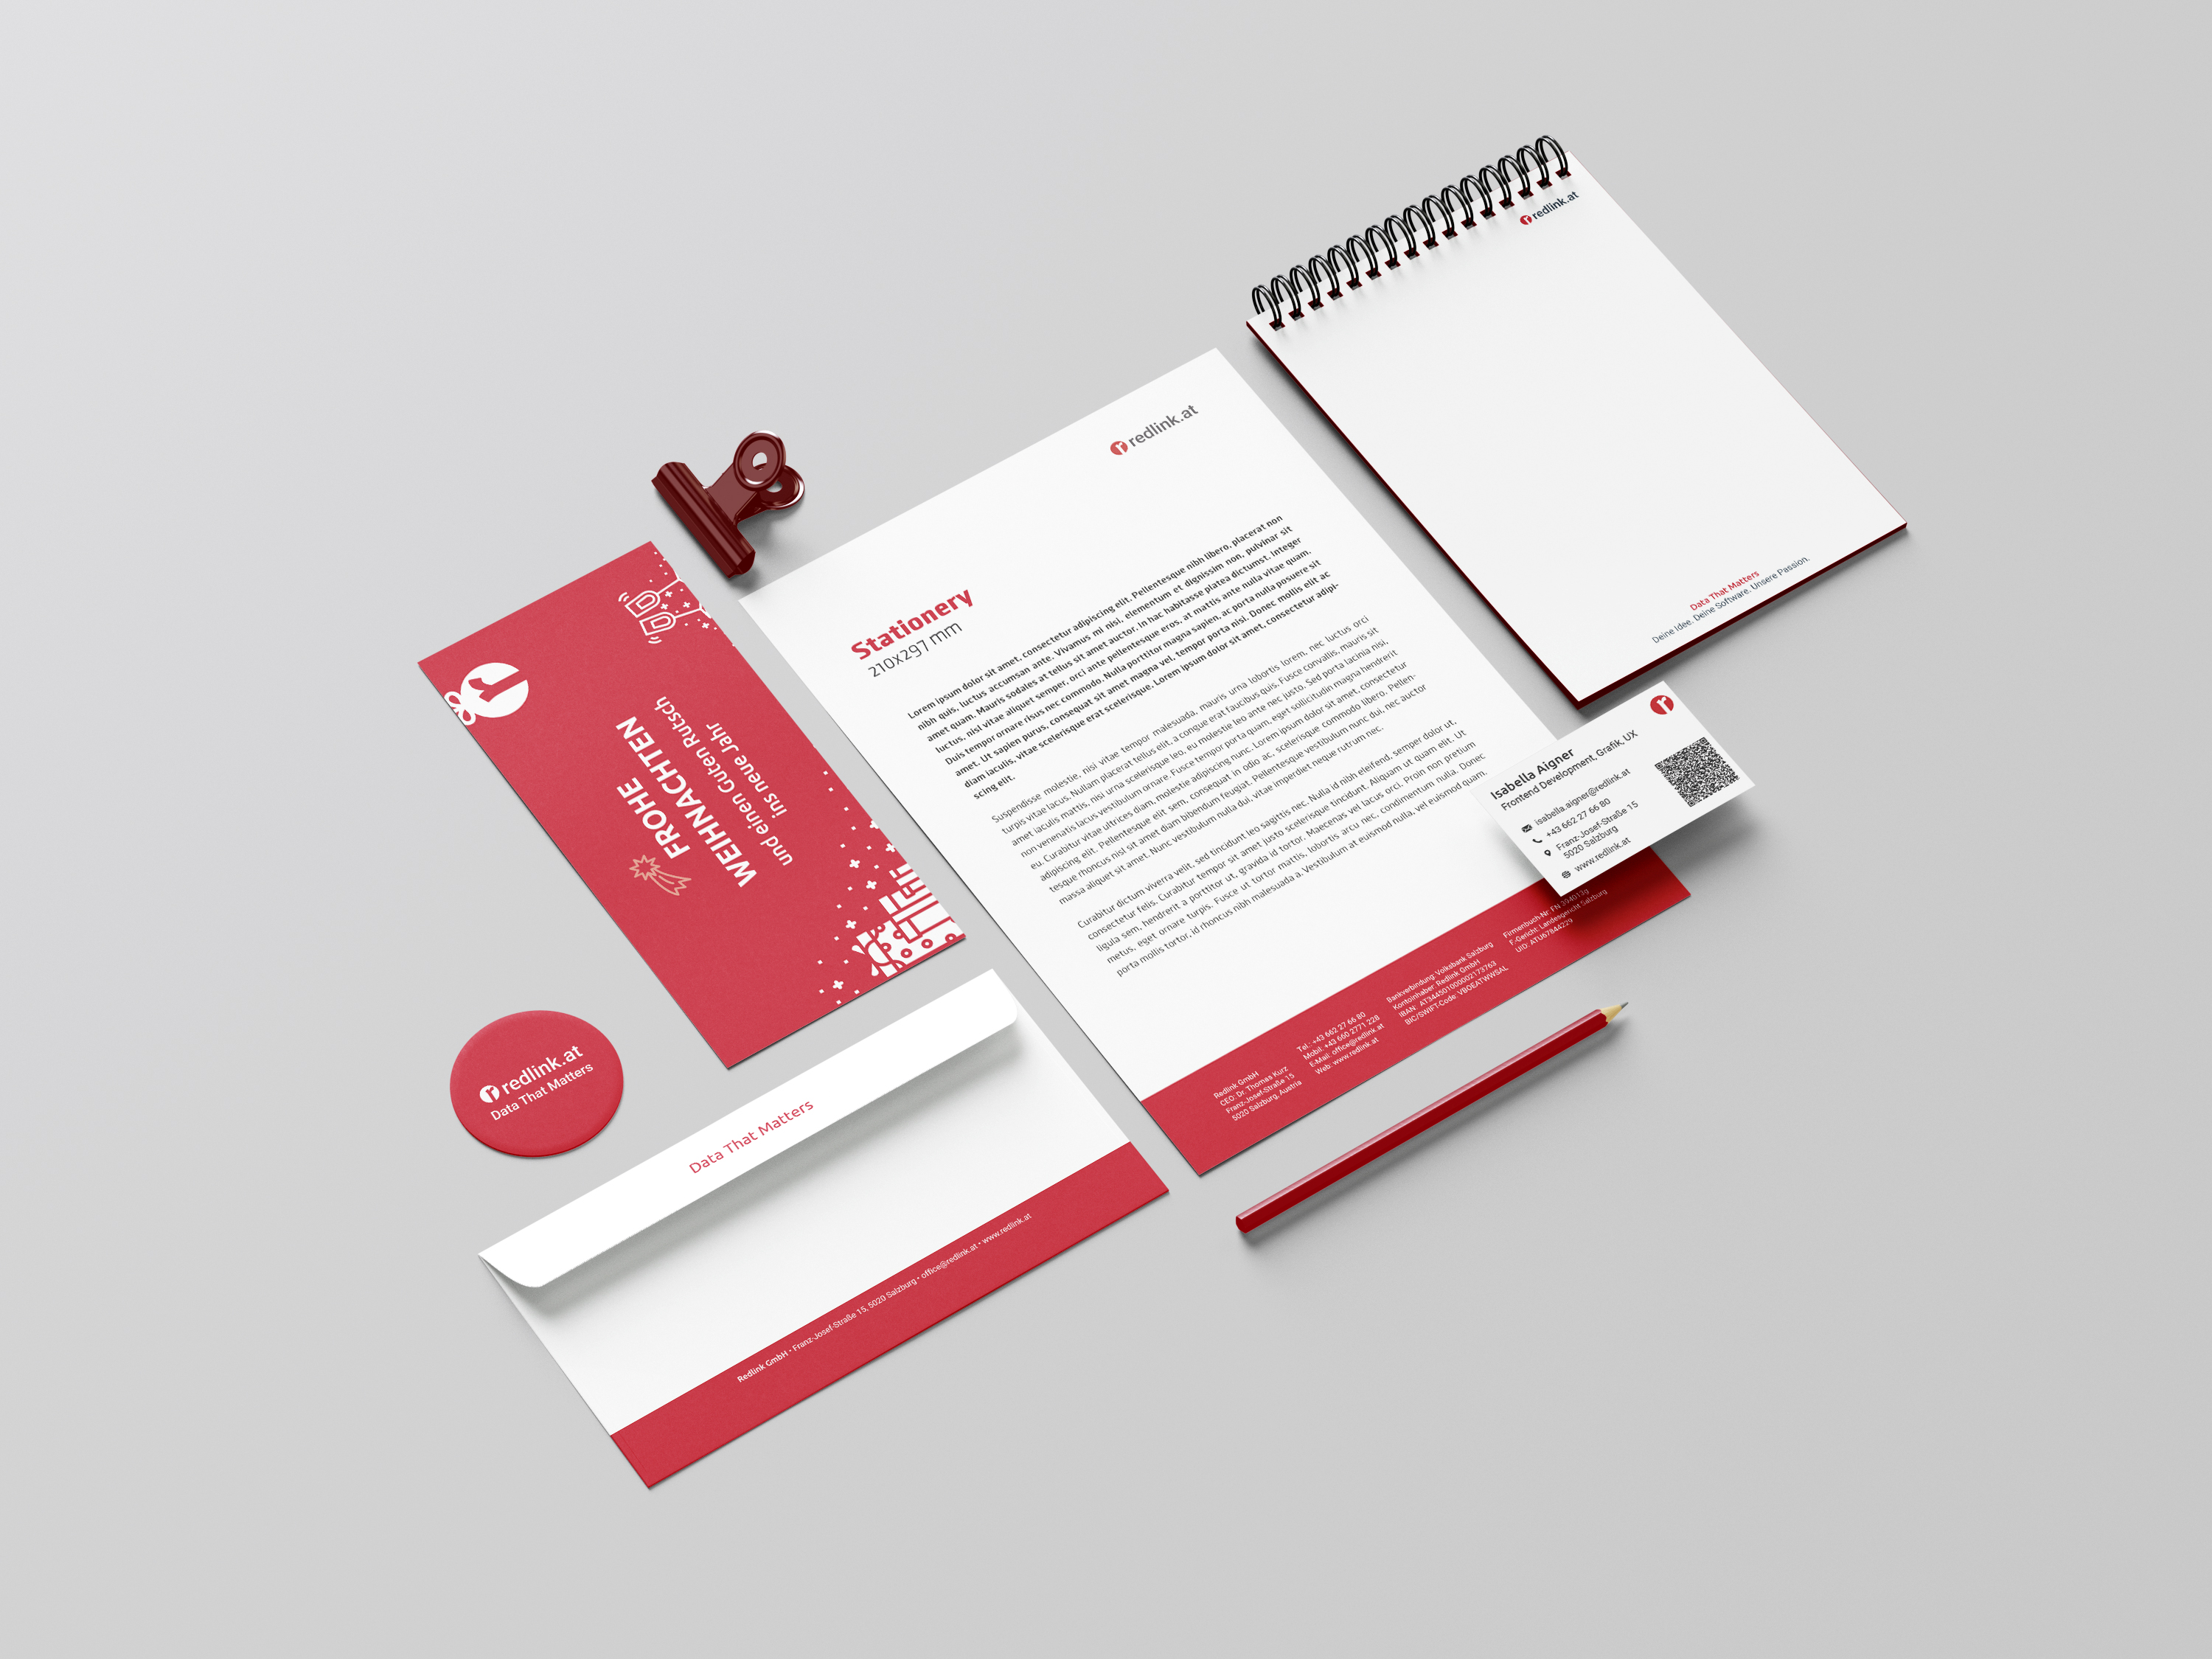 redlink.at
Data That Matters
Deine Idee. Deine Software. Unsere Passion.
redlink.at
Stationery
210x297 mm
Lorem ipsum dolor sit amet, consectetur adipiscing elit. Pellentesque nibh libero, placerat non
nibh quis, luctus accumsan ante. Vivamus mi nisi, elementum et dignissim non, pulvinar sit
amet quam. Mauris sodales at tellus sit amet auctor. In hac habitasse platea dictumst. Integer
luctus, nisl vitae aliquet semper, orci ante pellentesque eros, at mattis ante nulla vitae quam.
Duis tempor ornare risus nec commodo. Nulla porttitor magna sapien, ac porta nulla posuere sit
amet. Ut sapien purus, consequat sit amet magna vel, tempor porta nisi. Donec mollis elit ac
diam iaculis, vitae scelerisque erat scelerisque. Lorem ipsum dolor sit amet, consectetur adipi-
scing elit.
Suspendisse molestie, nisi vitae tempor malesuada, mauris urna lobortis lorem, nec luctus orci
turpis vitae lacus. Nullam placerat tellus elit, a congue erat faucibus quis. Fusce convallis, mauris sit
amet iaculis mattis, nisi urna scelerisque leo, eu molestie leo ante nec justo. Sed porta lacinia nisi,
non venenatis lacus vestibulum ornare. Fusce tempor porta quam, eget sollicitudin magna hendrerit
eu. Curabitur vitae ultrices diam, molestie adipiscing nunc. Lorem ipsum dolor sit amet, consectetur
adipiscing elit. Pellentesque elit sem, consequat in odio ac, scelerisque commodo libero. Pellen-
tesque rhoncus nisl sit amet diam bibendum feugiat. Pellentesque vestibulum nunc dui, nec auctor
massa aliquet sit amet. Nunc vestibulum nulla dui, vitae imperdiet neque rutrum nec.
Curabitur dictum viverra velit, sed tincidunt leo sagittis nec. Nulla id nibh eleifend, semper dolor ut,
consectetur felis. Curabitur tempor sit amet justo scelerisque tincidunt. Aliquam ut quam elit. Ut
ligula sem, hendrerit a porttitor ut, gravida id tortor. Maecenas vel lacus orci. Proin non pretium
metus, eget ornare turpis. Fusce ut tortor mattis, lobortis arcu nec, condimentum nulla. Donec
porta mollis tortor, id rhoncus nibh malesuada a. Vestibulum at euismod nulla, vel euismod quam.
Redlink GmbH
CEO: Dr. Thomas Kurz
Franz-Josef-Straße 15
5020 Salzburg, Austria
Tel.: +43 662 27 66 80
Mobil: +43 660 2771 228
E-Mail: office@redlink.at
Web: www.redlink.at
Bankverbindung: Volksbank Salzburg
Kontoinhaber: Redlink GmbH
IBAN: AT344501000002173763
BIC/SWIFT-Code: VBOEATWWSAL
Firmenbuch-Nr: FN 394013g
F-Gericht: Landesgericht Salzburg
UID: ATU67844229
Isabella Aigner
Frontend Development, Grafik, UX
isabella.aigner@redlink.at
+43 662 27 66 80
Franz-Josef-Straße 15
5020 Salzburg
www.redlink.at
FROHE
WEIHNACHTEN
und einen Guten Rutsch
ins neue Jahr
redlink.at
Data That Matters
Data That Matters
Redlink GmbH • Franz-Josef-Straße 15, 5020 Salzburg • office@redlink.at • www.redlink.at